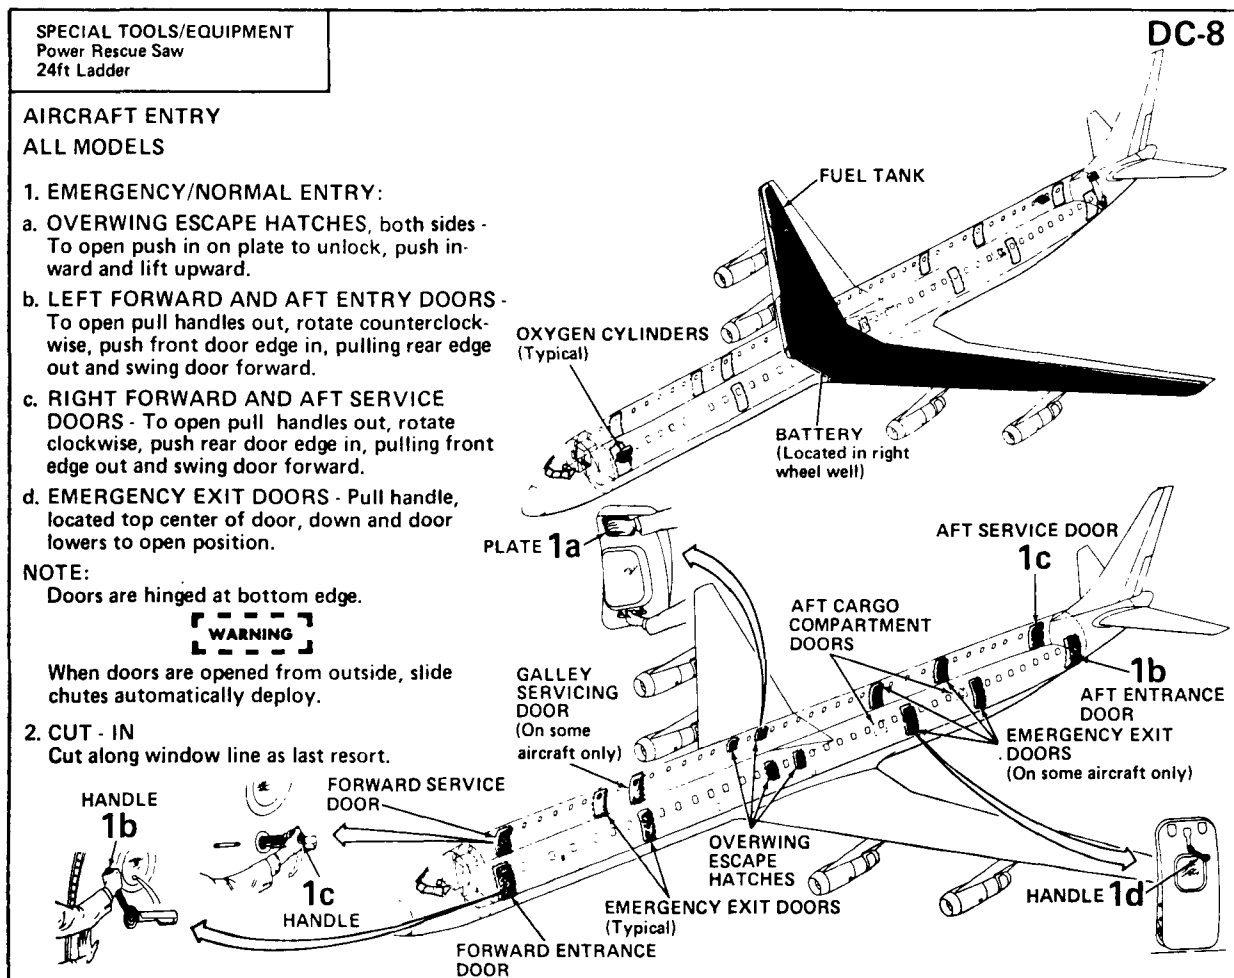 SPECIAL TOOLS/EQUIPMENT
Power Rescue Saw
24ft Ladder
DC-8
AIRCRAFT ENTRY
ALL MODELS
1. EMERGENCY/NORMAL ENTRY:
a. OVERWING ESCAPE HATCHES, both sides -
To open push in on plate to unlock, push in-
ward and lift upward.
b. LEFT FORWARD AND AFT ENTRY DOORS -
To open pull handles out, rotate counterclock-
wise, push front door edge in, pulling rear edge
out and swing door forward.
c. RIGHT FORWARD AND AFT SERVICE
DOORS - To open pull handles out, rotate
clockwise, push rear door edge in, pulling front
edge out and swing door forward.
d. EMERGENCY EXIT DOORS - Pull handle,
located top center of door, down and door
lowers to open position.
NOTE:
Doors are hinged at bottom edge.
WARNING
When doors are opened from outside, slide
chutes automatically deploy.
2. CUT - IN
Cut along window line as last resort.
FUEL TANK
OXYGEN CYLINDERS
(Typical)
BATTERY
(Located in right
wheel well)
PLATE 1a
AFT SERVICE DOOR
1c
AFT CARGO
COMPARTMENT
DOORS
1b
AFT ENTRANCE
DOOR
GALLEY
SERVICING
DOOR
(On some
aircraft only)
EMERGENCY EXIT
DOORS
(On some aircraft only)
FORWARD SERVICE
DOOR
HANDLE
1b
1c
HANDLE
OVERWING
ESCAPE
HATCHES
HANDLE 1d
EMERGENCY EXIT DOORS
(Typical)
FORWARD ENTRANCE
DOOR